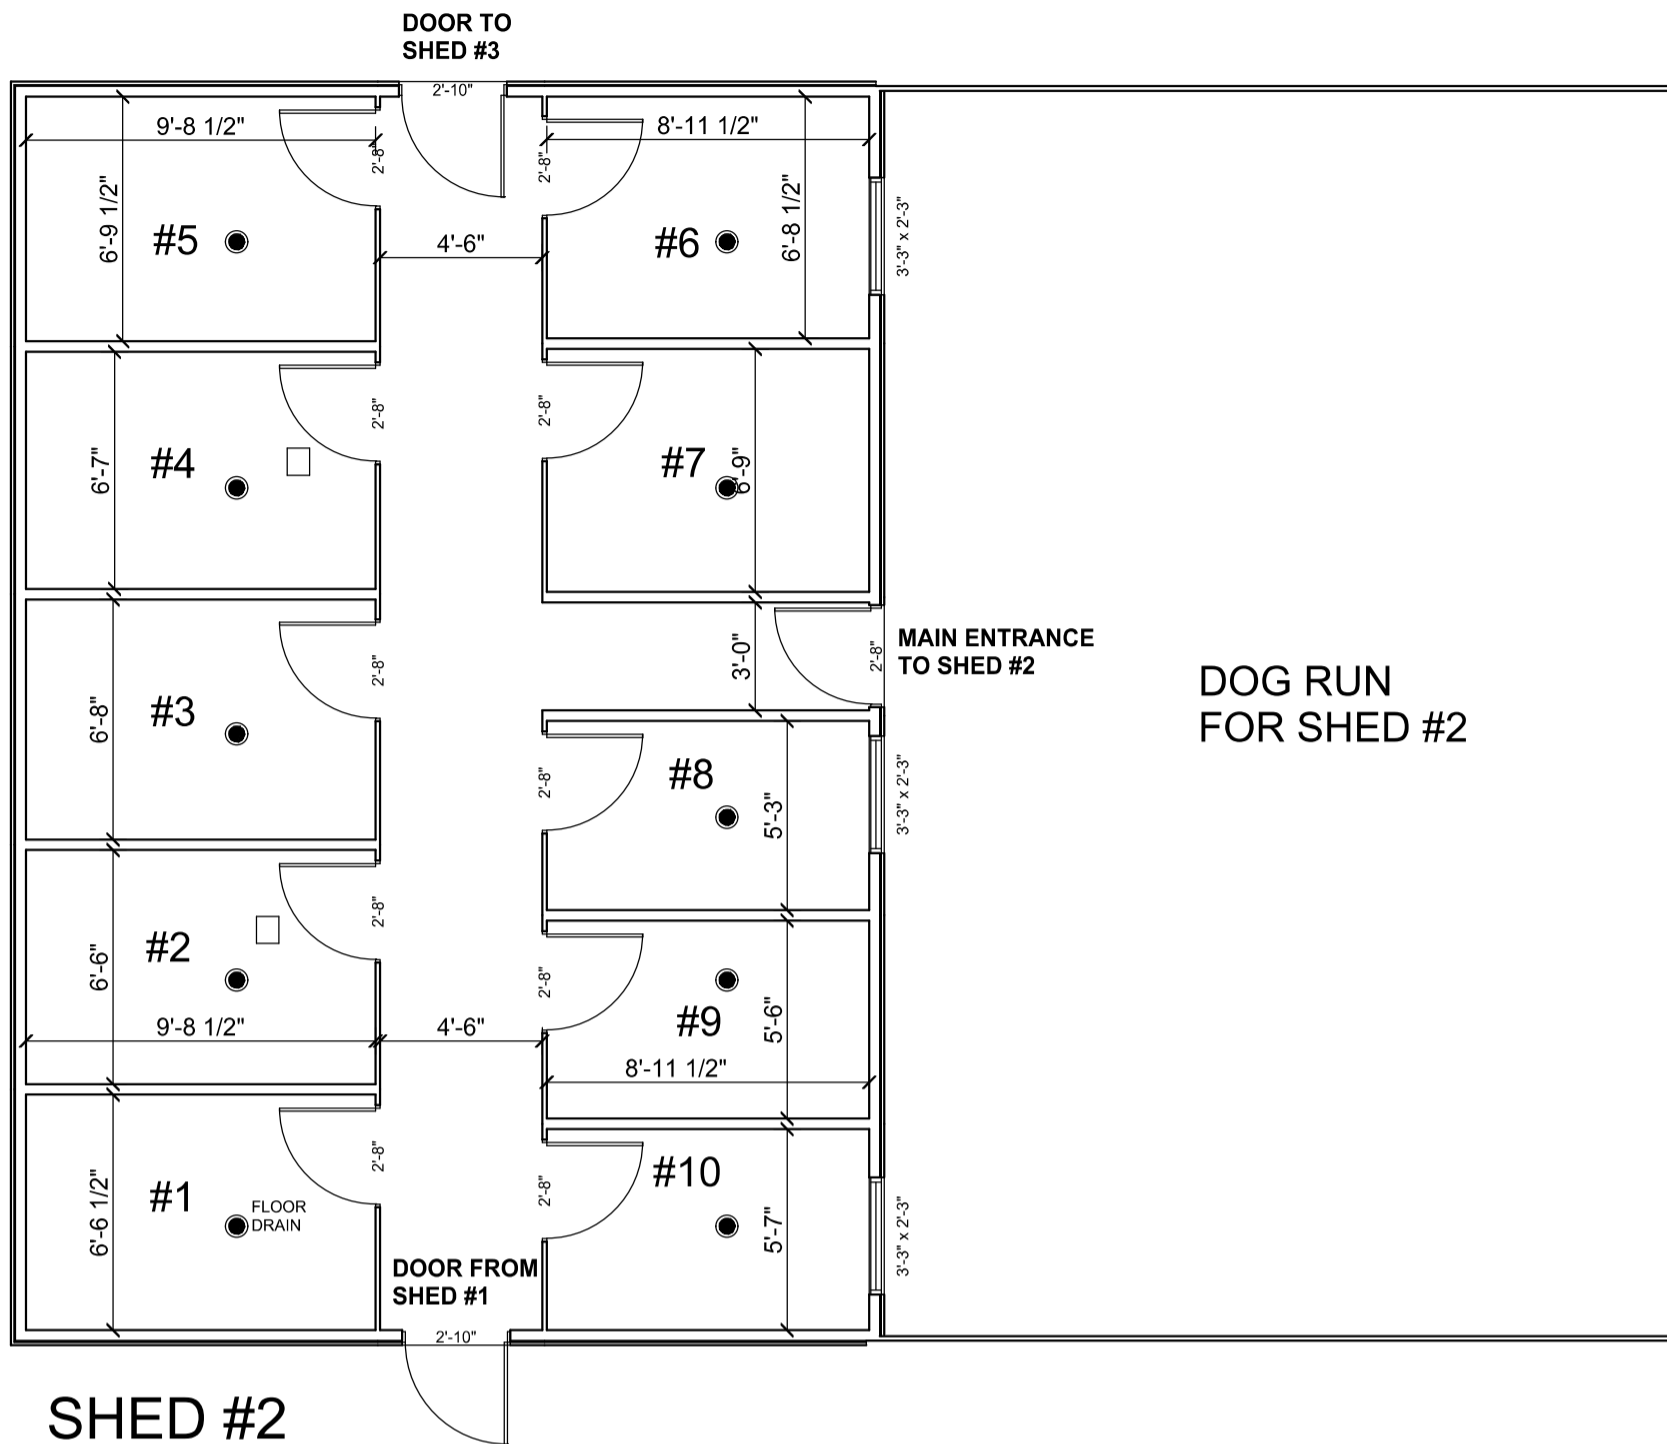 DOOR TO
SHED #3
2'-10"
9'-8 1/2"
8'-11 1/2"
2'-8"
2'-8"
6'-9 1/2"
6'-8 1/2"
3'-3" x 2'-3"
#5
4'-6"
#6
2'-8"
2'-8"
6'-7"
#4
#7
6'-9"
2'-8"
3'-0"
2'-8"
MAIN ENTRANCE
TO SHED #2
DOG RUN
FOR SHED #2
6'-8"
#3
2'-8"
#8
5'-3"
3'-3" x 2'-3"
2'-8"
#2
6'-6"
2'-8"
9'-8 1/2"
4'-6"
#9
5'-6"
8'-11 1/2"
2'-8"
2'-8"
#10
#1
6'-6 1/2"
FLOOR
DRAIN
5'-7"
3'-3" x 2'-3"
DOOR FROM
SHED #1
2'-10"
SHED #2